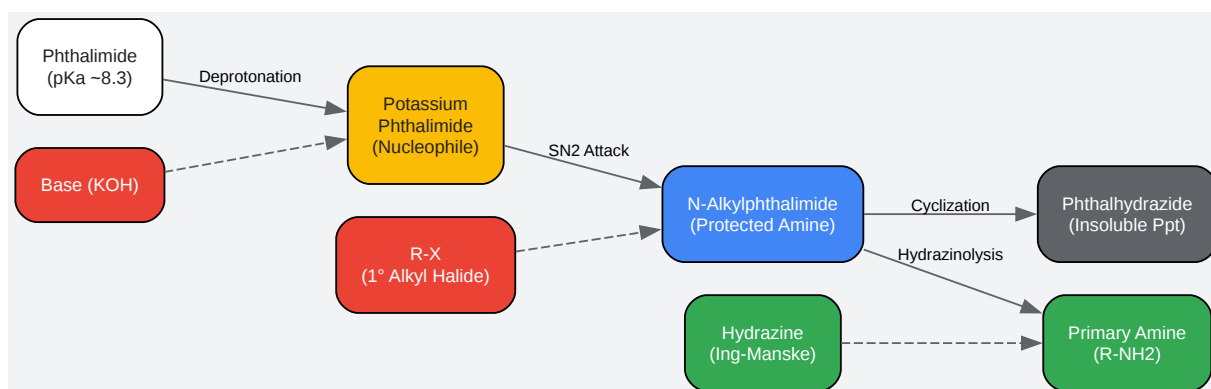 Phthalimide
(pKa ~8.3)
Deprotonation
Potassium
Phthalimide
(Nucleophile)
Base (KOH)
SN2 Attack
N-Alkylphthalimide
(Protected Amine)
Cyclization
Phthalhydrazide
(Insoluble Ppt)
R-X
(1° Alkyl Halide)
Hydrazinolysis
Hydrazine
(Ing-Manske)
Primary Amine
(R-NH2)